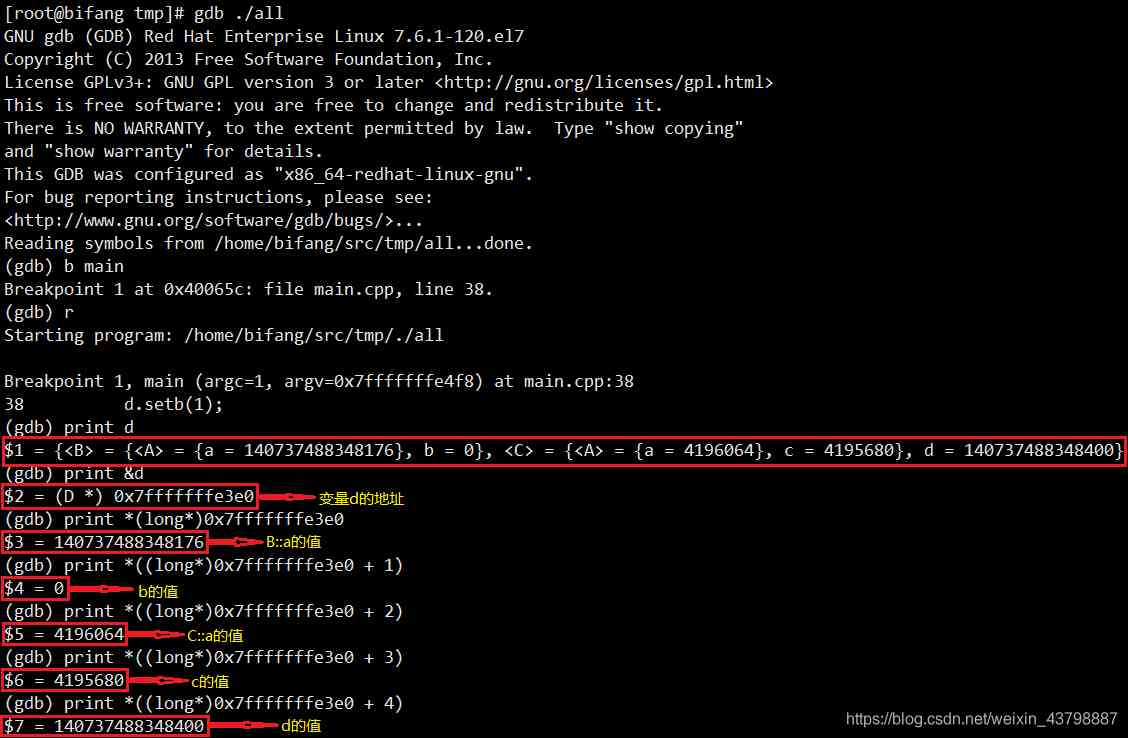 [root@bifang tmp]# gdb ./all
GNU gdb (GDB) Red Hat Enterprise Linux 7.6.1-120.el7
Copyright (C) 2013 Free Software Foundation, Inc.
License GPLv3+: GNU GPL version 3 or later <http://gnu.org/licenses/gpl.html>
This is free software: you are free to change and redistribute it.
There is NO WARRANTY, to the extent permitted by law.  Type "show copying"
and "show warranty" for details.
This GDB was configured as "x86_64-redhat-linux-gnu".
For bug reporting instructions, please see:
<http://www.gnu.org/software/gdb/bugs/>...
Reading symbols from /home/bifang/src/tmp/all...done.
(gdb) b main
Breakpoint 1 at 0x40065c: file main.cpp, line 38.
(gdb) r
Starting program: /home/bifang/src/tmp/./all
Breakpoint 1, main (argc=1, argv=0x7fffffffe4f8) at main.cpp:38
38          d.setb(1);
(gdb) print d
$1 = {<B> = {<A> = {a = 140737488348176}, b = 0}, <C> = {<A> = {a = 4196064}, c = 4195680}, d = 140737488348400}
(gdb) print &d
$2 = (D *) 0x7fffffffe3e0 变量d的地址
(gdb) print *(long*)0x7fffffffe3e0
$3 = 140737488348176 B::a的值
(gdb) print *((long*)0x7fffffffe3e0 + 1)
$4 = 0 b的值
(gdb) print *((long*)0x7fffffffe3e0 + 2)
$5 = 4196064 C::a的值
(gdb) print *((long*)0x7fffffffe3e0 + 3)
$6 = 4195680 c的值
(gdb) print *((long*)0x7fffffffe3e0 + 4)
$7 = 140737488348400 d的值
https://blog.csdn.net/weixin_43798887